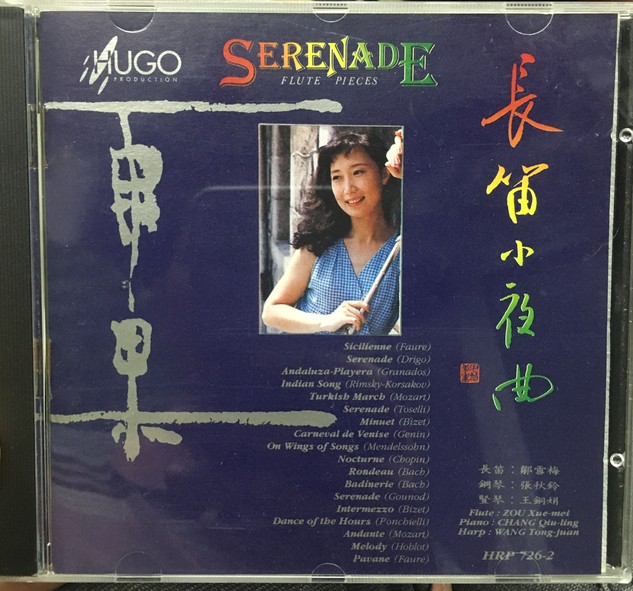 HUGO
PRODUCTION
SERENADE
FLUTE PIECES
長笛小夜曲
Sicilienne (Faure)
Serenade (Drigo)
Andaluza-Playera (Granados)
Indian Song (Rimsky-Korsakov)
Turkish March (Mozart)
Serenade (Toselli)
Minuet (Bizet)
Carneval de Venise (Genin)
On Wings of Songs (Mendelssohn)
Nocturne (Chopin)
Rondeau (Bach)
Badinerie (Bach)
Serenade (Gounod)
Intermezzo (Bizet)
Dance of the Hours (Ponchielli)
Andante (Mozart)
Melody (Hoblot)
Pavane (Faure)
長笛：鄒雪梅
鋼琴：張秋鈴
豎琴：王銅娟
Flute : ZOU Xue-mei
Piano : CHANG Qiu-ling
Harp : WANG Tong-juan
HRP 726-2